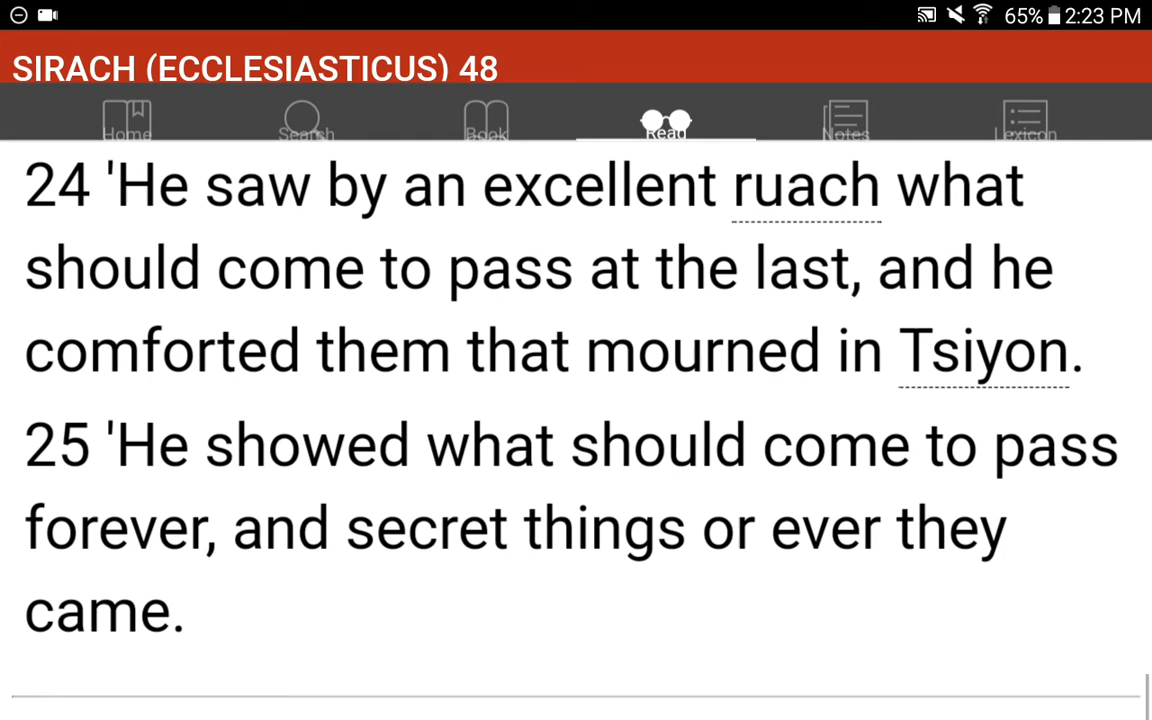 65% 2:23 PM
SIRACH (ECCLESIASTICUS) 48
Home Search Book Read Notes Lexicon
24 'He saw by an excellent ruach what
should come to pass at the last, and he
comforted them that mourned in Tsiyon.
25 'He showed what should come to pass
forever, and secret things or ever they
came.